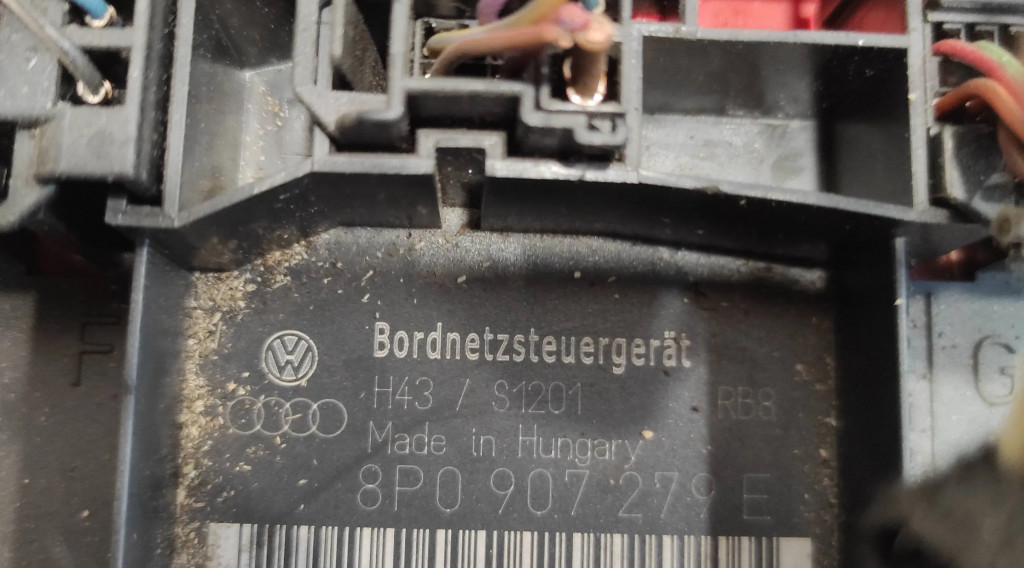 Bordnetzsteuergerät
H43 / S1201 RB8
Made in Hungary
8P0 907 279 E
F
G